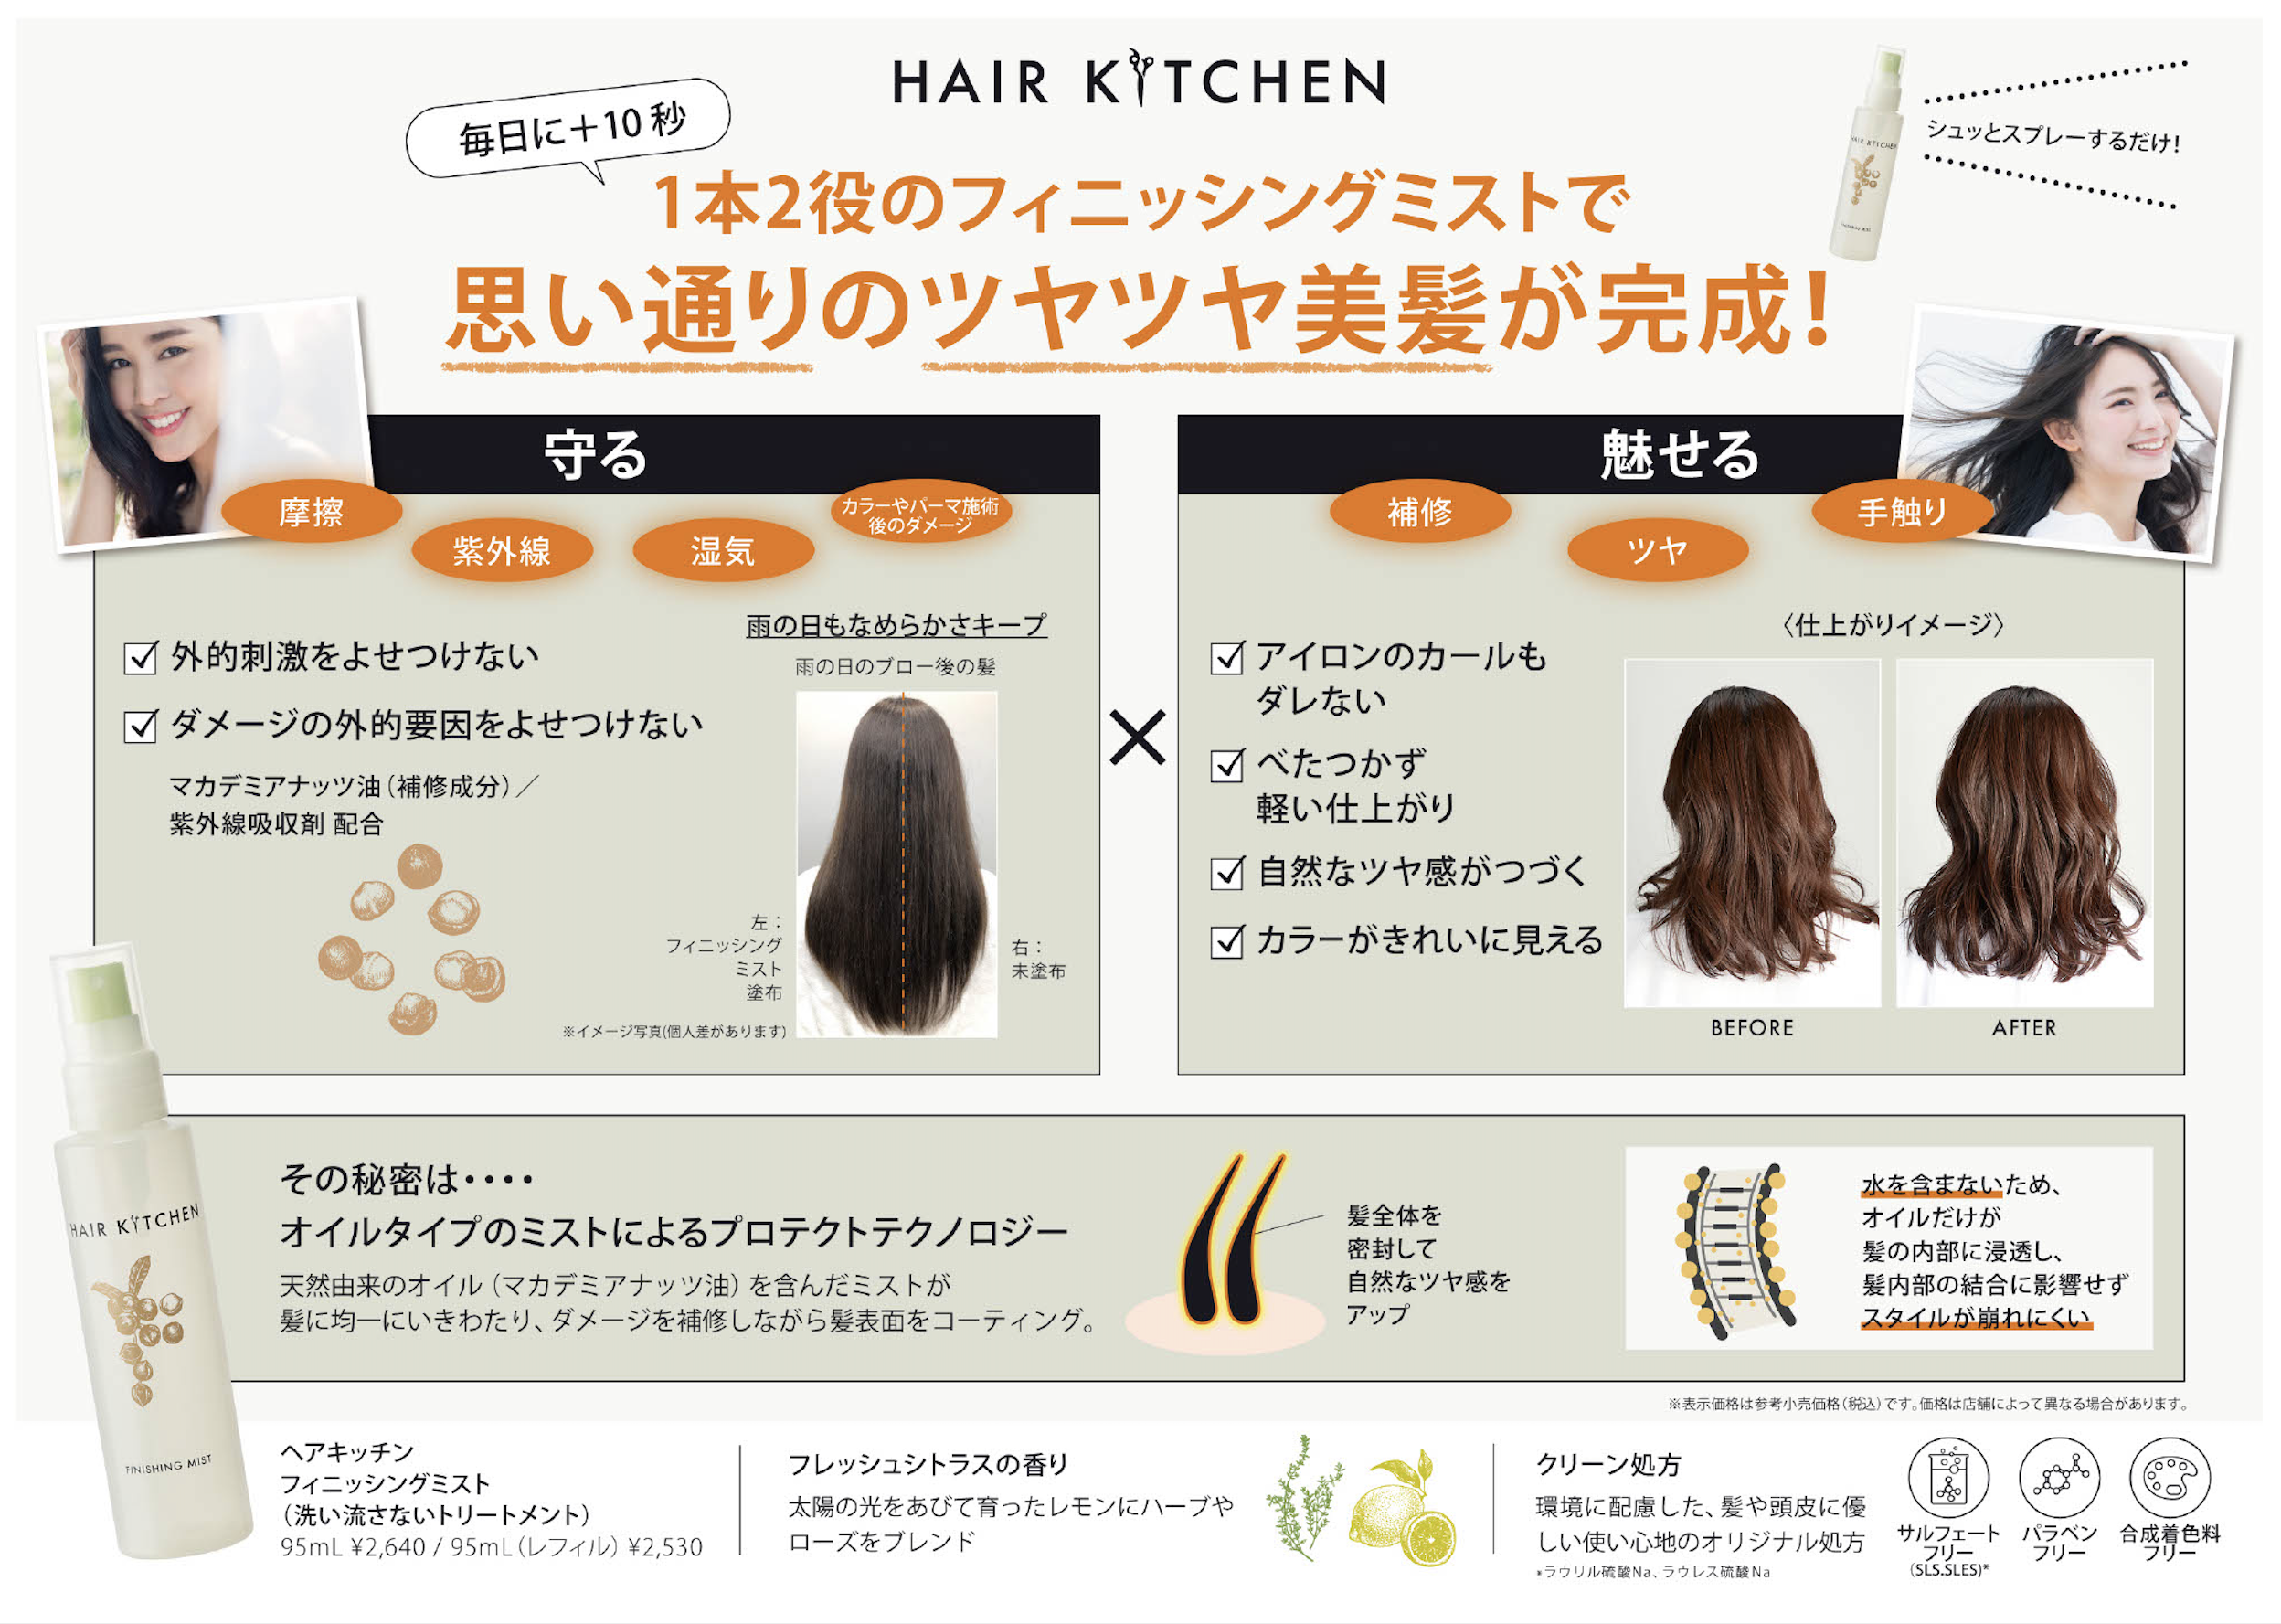 HAIR KITCHEN
毎日に＋10秒
シュッとスプレーするだけ！
HAIR KITCHEN
1本2役のフィニッシングミストで
思い通りのツヤツヤ美髪が完成！
守る
摩擦
紫外線
湿気
カラーやパーマ施術
後のダメージ
外的刺激をよせつけない
ダメージの外的要因をよせつけない
マカデミアナッツ油（補修成分）／
紫外線吸収剤 配合
雨の日もなめらかさキープ
雨の日のブロー後の髪
左：
フィニッシング
ミスト
塗布
右：
未塗布
※イメージ写真(個人差があります)
×
魅せる
補修
ツヤ
手触り
アイロンのカールも
ダレない
べたつかず
軽い仕上がり
自然なツヤ感がつづく
カラーがきれいに見える
〈仕上がりイメージ〉
BEFORE
AFTER
その秘密は‥‥
オイルタイプのミストによるプロテクトテクノロジー
天然由来のオイル（マカデミアナッツ油）を含んだミストが
髪に均一にいきわたり、ダメージを補修しながら髪表面をコーティング。
髪全体を
密封して
自然なツヤ感を
アップ
水を含まないため、
オイルだけが
髪の内部に浸透し、
髪内部の結合に影響せず
スタイルが崩れにくい
※表示価格は参考小売価格（税込）です。価格は店舗によって異なる場合があります。
HAIR KITCHEN
FINISHING MIST
ヘアキッチン
フィニッシングミスト
（洗い流さないトリートメント）
95mL ¥2,640 / 95mL（レフィル）¥2,530
フレッシュシトラスの香り
太陽の光をあびて育ったレモンにハーブや
ローズをブレンド
クリーン処方
環境に配慮した、髪や頭皮に優
しい使い心地のオリジナル処方
*ラウリル硫酸Na、ラウレス硫酸Na
サルフェート
フリー
(SLS.SLES)*
パラベン
フリー
合成着色料
フリー